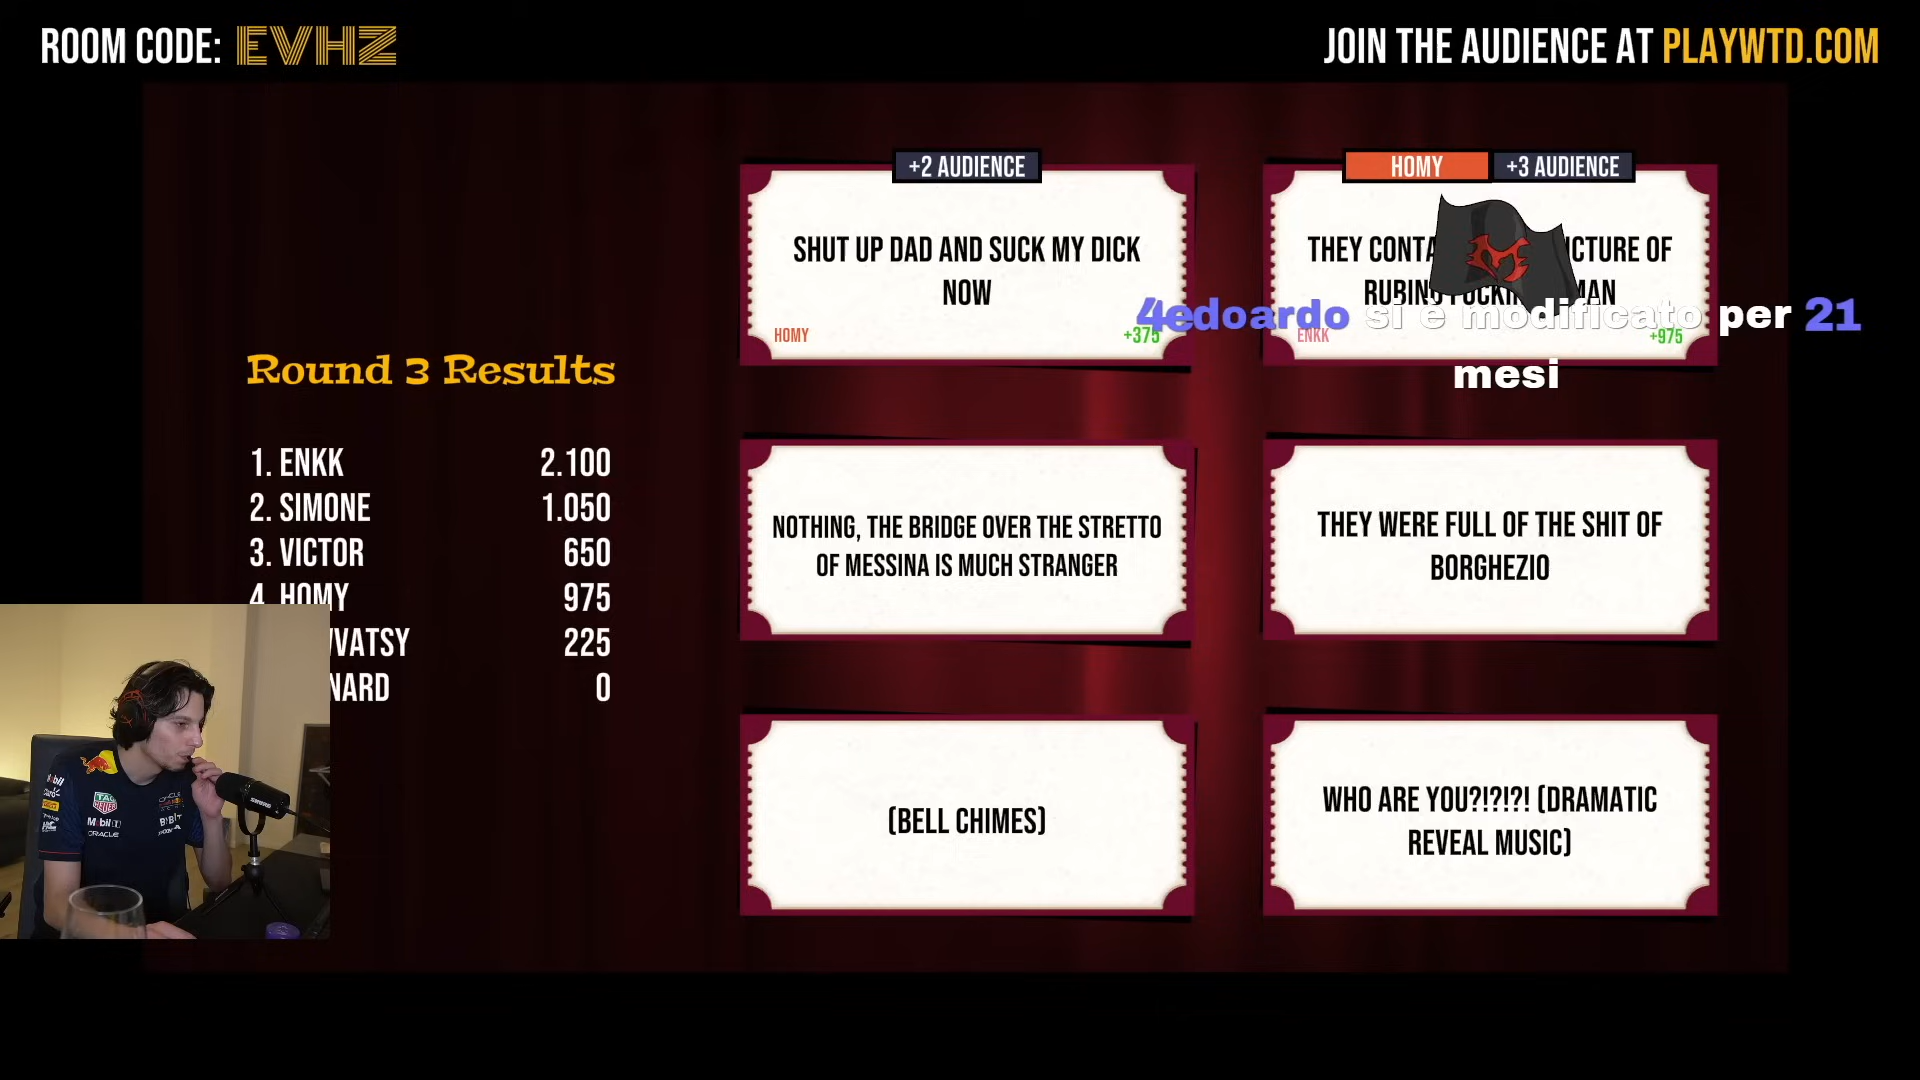 ROOM CODE: EVHZ
JOIN THE AUDIENCE AT PLAYWTD.COM
+2 AUDIENCE
SHUT UP DAD AND SUCK MY DICK
NOW
HOMY +375
HOMY +3 AUDIENCE
THEY CONTA ICTURE OF
MAN
ENKK +975
4edoardo si è modificato per 21
mesi
Round 3 Results
1. ENKK 2.100
2. SIMONE 1.050
3. VICTOR 650
4. HOMY 975
VATSY 225
NARD 0
NOTHING, THE BRIDGE OVER THE STRETTO
OF MESSINA IS MUCH STRANGER
THEY WERE FULL OF THE SHIT OF
BORGHEZIO
(BELL CHIMES)
WHO ARE YOU?!?!?! (DRAMATIC
REVEAL MUSIC)
ORACLE
SHURE